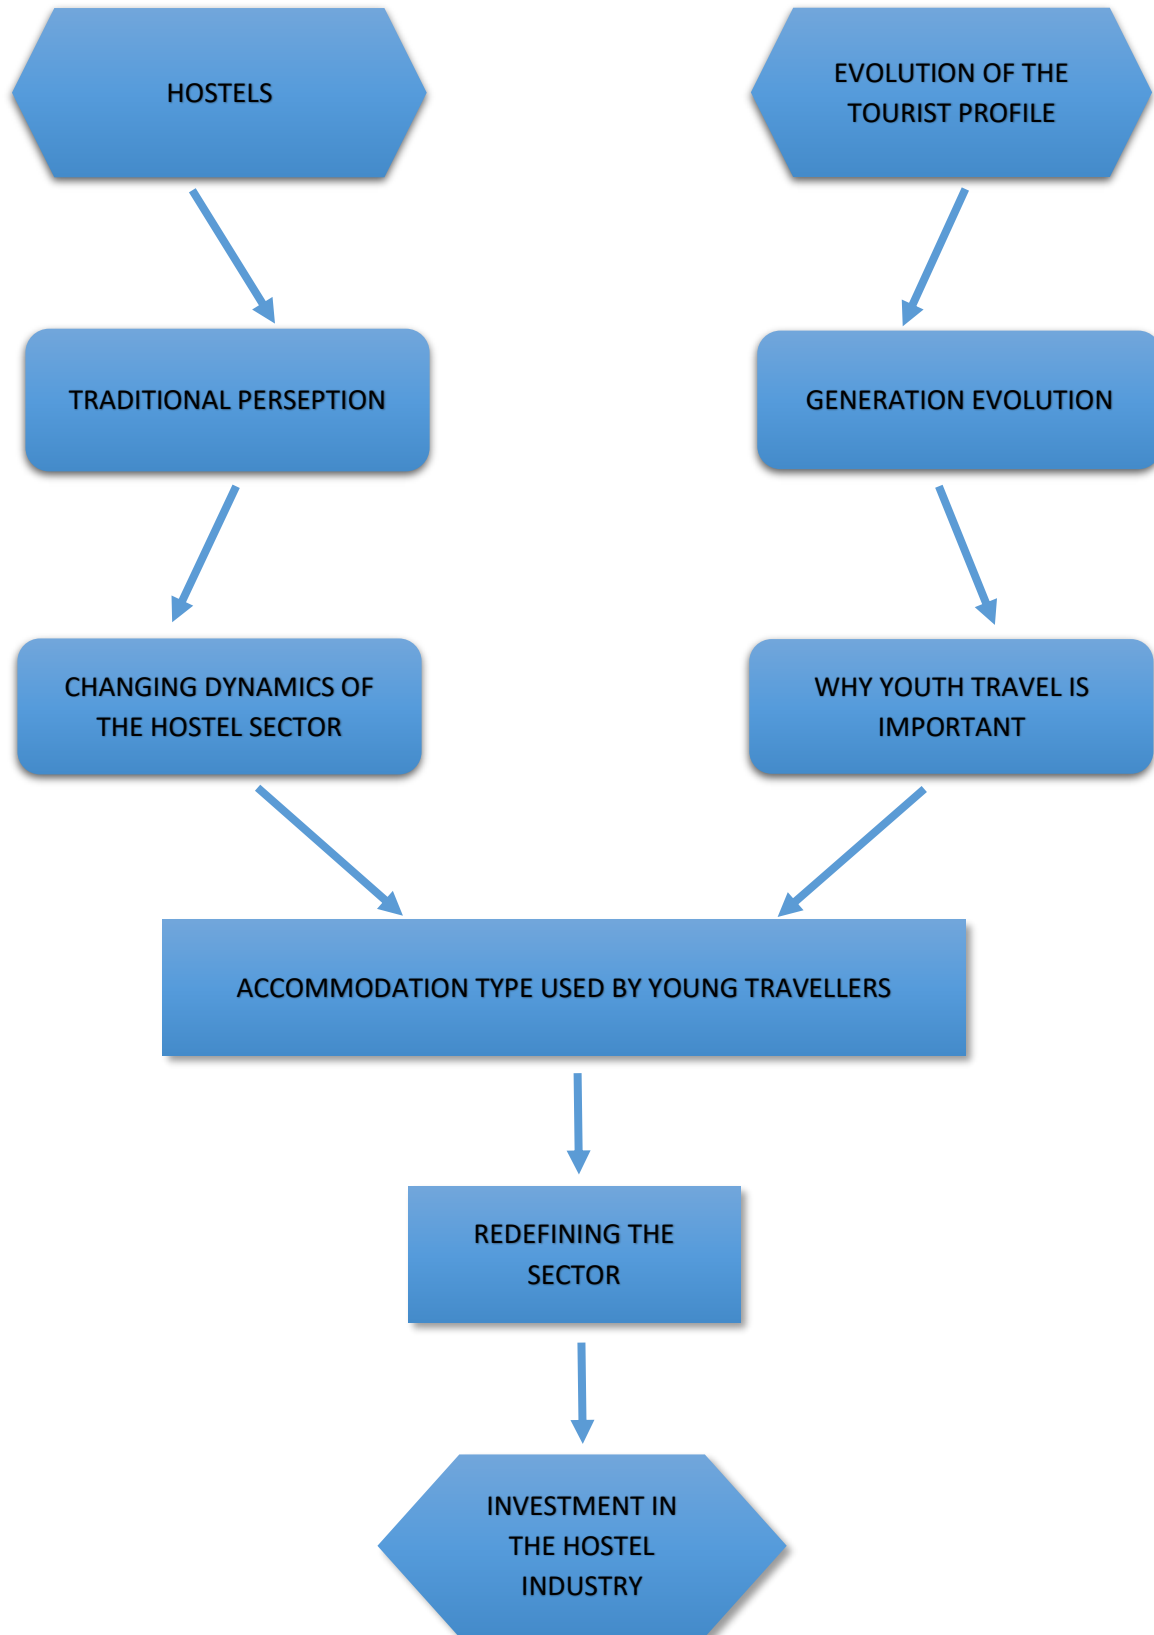 HOSTELS
EVOLUTION OF THE
TOURIST PROFILE
TRADITIONAL PERSEPTION
GENERATION EVOLUTION
CHANGING DYNAMICS OF
THE HOSTEL SECTOR
WHY YOUTH TRAVEL IS
IMPORTANT
ACCOMMODATION TYPE USED BY YOUNG TRAVELLERS
REDEFINING THE
SECTOR
INVESTMENT IN
THE HOSTEL
INDUSTRY